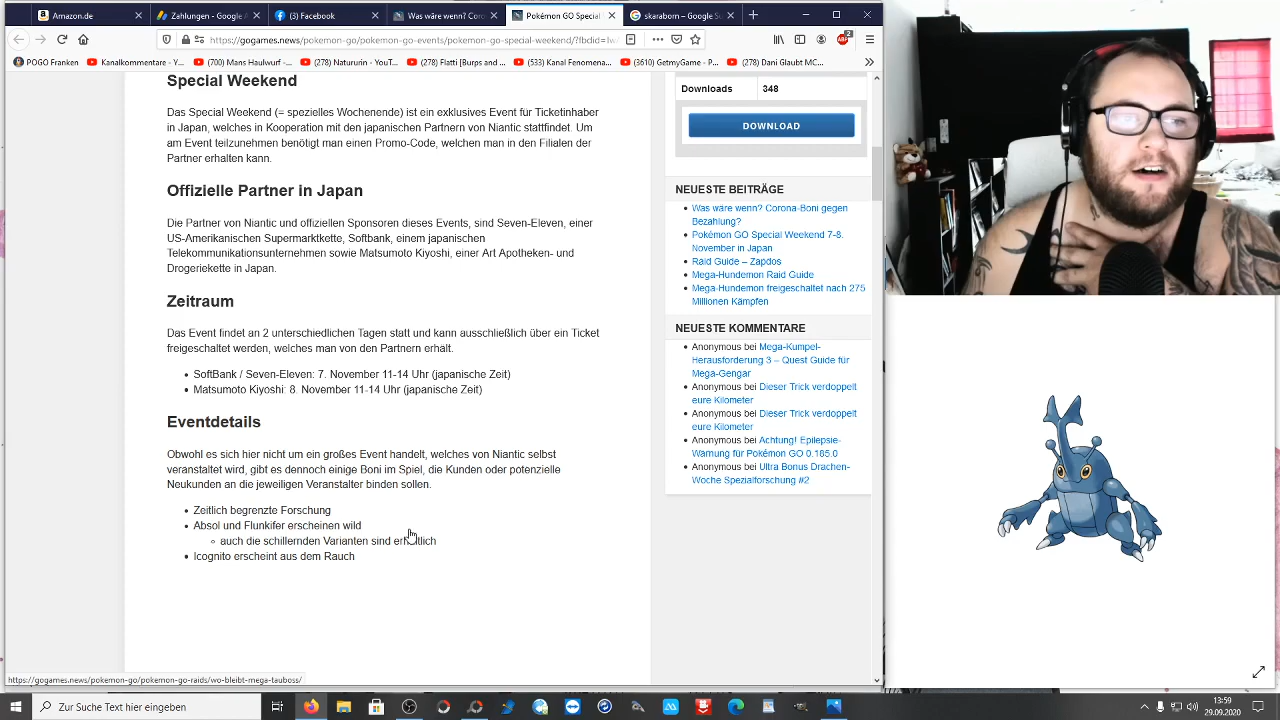 Amazon.de
Zahlungen - Google A
(3) Facebook
Was wäre wenn? Coro
Pokémon GO Special
skaraborn – Google Su
https://gogames.news/pokemon-go/pokemon-go-events/pokemon-go-special-weekend/?fbclid=Iw
2
POGO Franken
Kanalkommentare - Y...
(700) Mans Haulwurf -...
(278) Natururin - YouT...
(278) Flatti [Burps and ...
(533) Kanal Fenomena...
(3610) GetmyGame - P...
(278) Dani Glaubt MC...
Special Weekend
Das Special Weekend (= spezielles Wochenende) ist ein exklusives Event für Ticketinhaber
in Japan, welches in Kooperation mit den japanischen Partnern von Niantic stattfindet. Um
am Event teilzunehmen benötigt man einen Promo-Code, welchen man in den Filialen der
Partner erhalten kann.
Offizielle Partner in Japan
Die Partner von Niantic und offiziellen Sponsoren dieses Events, sind Seven-Eleven, einer
US-Amerikanischen Supermarktkette, Softbank, einem japanischen
Telekommunikationsunternehmen sowie Matsumoto Kiyoshi, einer Art Apotheken- und
Drogeriekette in Japan.
Zeitraum
Das Event findet an 2 unterschiedlichen Tagen statt und kann ausschließlich über ein Ticket
freigeschaltet werden, welches man von den Partnern erhält.
SoftBank / Seven-Eleven: 7. November 11-14 Uhr (japanische Zeit)
Matsumoto Kiyoshi: 8. November 11-14 Uhr (japanische Zeit)
Eventdetails
Obwohl es sich hier nicht um ein großes Event handelt, welches von Niantic selbst
veranstaltet wird, gibt es dennoch einige Boni im Spiel, die Kunden oder potenzielle
Neukunden an die jeweiligen Veranstalter binden sollen.
Zeitlich begrenzte Forschung
Absol und Flunkifer erscheinen wild
auch die schillernden Varianten sind erhältlich
Icognito erscheint aus dem Rauch
Downloads 348
DOWNLOAD
NEUESTE BEITRÄGE
Was wäre wenn? Corona-Boni gegen
Bezahlung?
Pokémon GO Special Weekend 7-8.
November in Japan
Raid Guide – Zapdos
Mega-Hundemon Raid Guide
Mega-Hundemon freigeschaltet nach 275
Millionen Kämpfen
NEUESTE KOMMENTARE
Anonymous bei Mega-Kumpel-
Herausforderung 3 – Quest Guide für
Mega-Gengar
Anonymous bei Dieser Trick verdoppelt
eure Kilometer
Anonymous bei Dieser Trick verdoppelt
eure Kilometer
Anonymous bei Achtung! Epilepsie-
Warnung für Pokémon GO 0.185.0
Anonymous bei Ultra Bonus Drachen-
Woche Spezialforschung #2
https://gogames.news/pokemon-go/pokemon-go-raids/wo-bleibt-mega-tauboss/
Zur Suche Text hier eingeben
13:59
29.09.2020